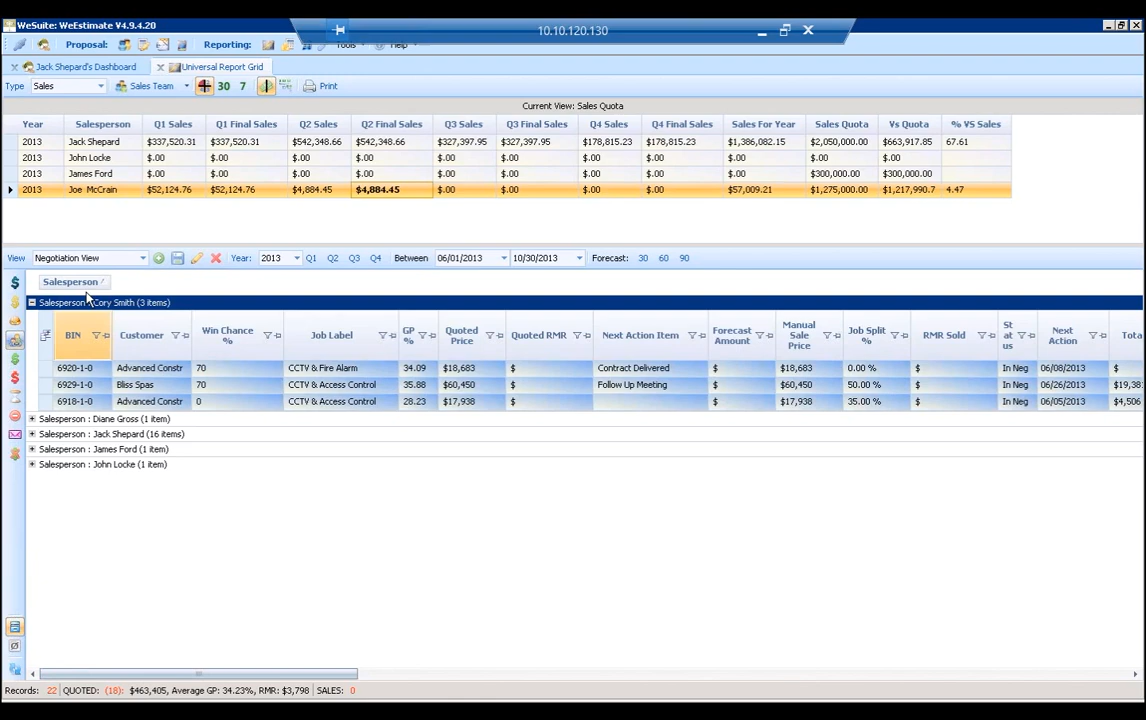 WeSuite: WeEstimate V4.9.4.20
10.10.120.130
Proposal: Reporting: Tools Help
Jack Shepard's Dashboard Universal Report Grid
Type Sales Sales Team 30 7 Print
Current View: Sales Quota
Year Salesperson Q1 Sales Q1 Final Sales Q2 Sales Q2 Final Sales Q3 Sales Q3 Final Sales Q4 Sales Q4 Final Sales Sales For Year Sales Quota Vs Quota % VS Sales
2013 Jack Shepard $337,520.31 $337,520.31 $542,348.66 $542,348.66 $327,397.95 $327,397.95 $178,815.23 $178,815.23 $1,386,082.15 $2,050,000.00 $663,917.85 67.61
2013 John Locke $.00 $.00 $.00 $.00 $.00 $.00 $.00 $.00 $.00 $.00 $.00
2013 James Ford $.00 $.00 $.00 $.00 $.00 $.00 $.00 $.00 $.00 $300,000.00 $300,000.00
2013 Joe McCrain $52,124.76 $52,124.76 $4,884.45 $4,884.45 $.00 $.00 $.00 $.00 $57,009.21 $1,275,000.00 $1,217,990.7 4.47
View Negotiation View Year: 2013 Q1 Q2 Q3 Q4 Between 06/01/2013 10/30/2013 Forecast: 30 60 90
Salesperson
Salesperson : Cory Smith (3 items)
BIN Customer Win Chance % Job Label GP % Quoted Price Quoted RMR Next Action Item Forecast Amount Manual Sale Price Job Split % RMR Sold St at us Next Action Tota
6920-1-0 Advanced Constr 70 CCTV & Fire Alarm 34.09 $18,683 $ Contract Delivered $ $18,683 0.00 % $ In Neg 06/08/2013 $
6929-1-0 Bliss Spas 70 CCTV & Access Control 35.88 $60,450 $ Follow Up Meeting $ $60,450 50.00 % $ In Neg 06/26/2013 $19,38
6918-1-0 Advanced Constr 0 CCTV & Access Control 28.23 $17,938 $ $ $17,938 35.00 % $ In Neg 06/05/2013 $4,506
Salesperson : Diane Gross (1 item)
Salesperson : Jack Shepard (16 items)
Salesperson : James Ford (1 item)
Salesperson : John Locke (1 item)
Records: 22 QUOTED: (18): $463,405, Average GP: 34.23%, RMR: $3,798 SALES: 0